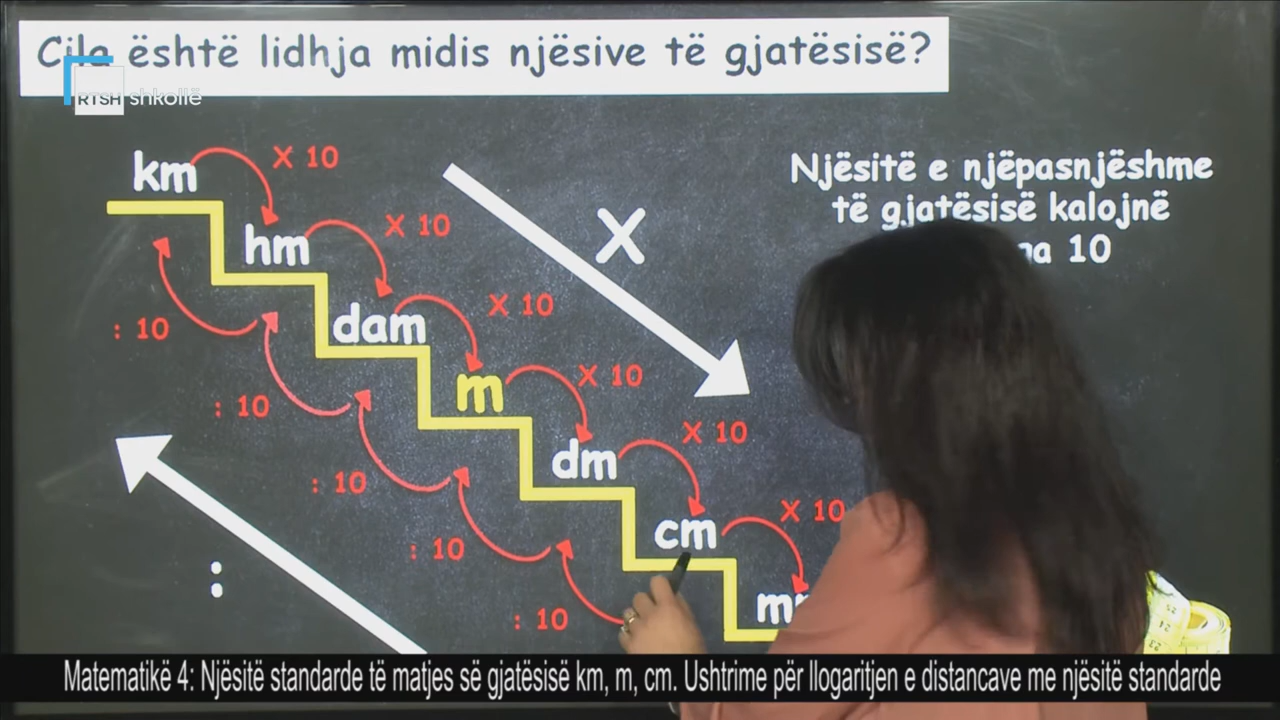 Cila është lidhja midis njësive të gjatësisë?
RTSH shkollë
km
X 10
hm
X 10
dam
X 10
m
X 10
dm
X 10
cm
X 10
X
Njësitë e njëpasnjëshme
të gjatësisë kalojnë
10
: 10
: 10
: 10
: 10
: 10
:
Matematikë 4: Njësitë standarde të matjes së gjatësisë km, m, cm. Ushtrime për llogaritjen e distancave me njësitë standarde